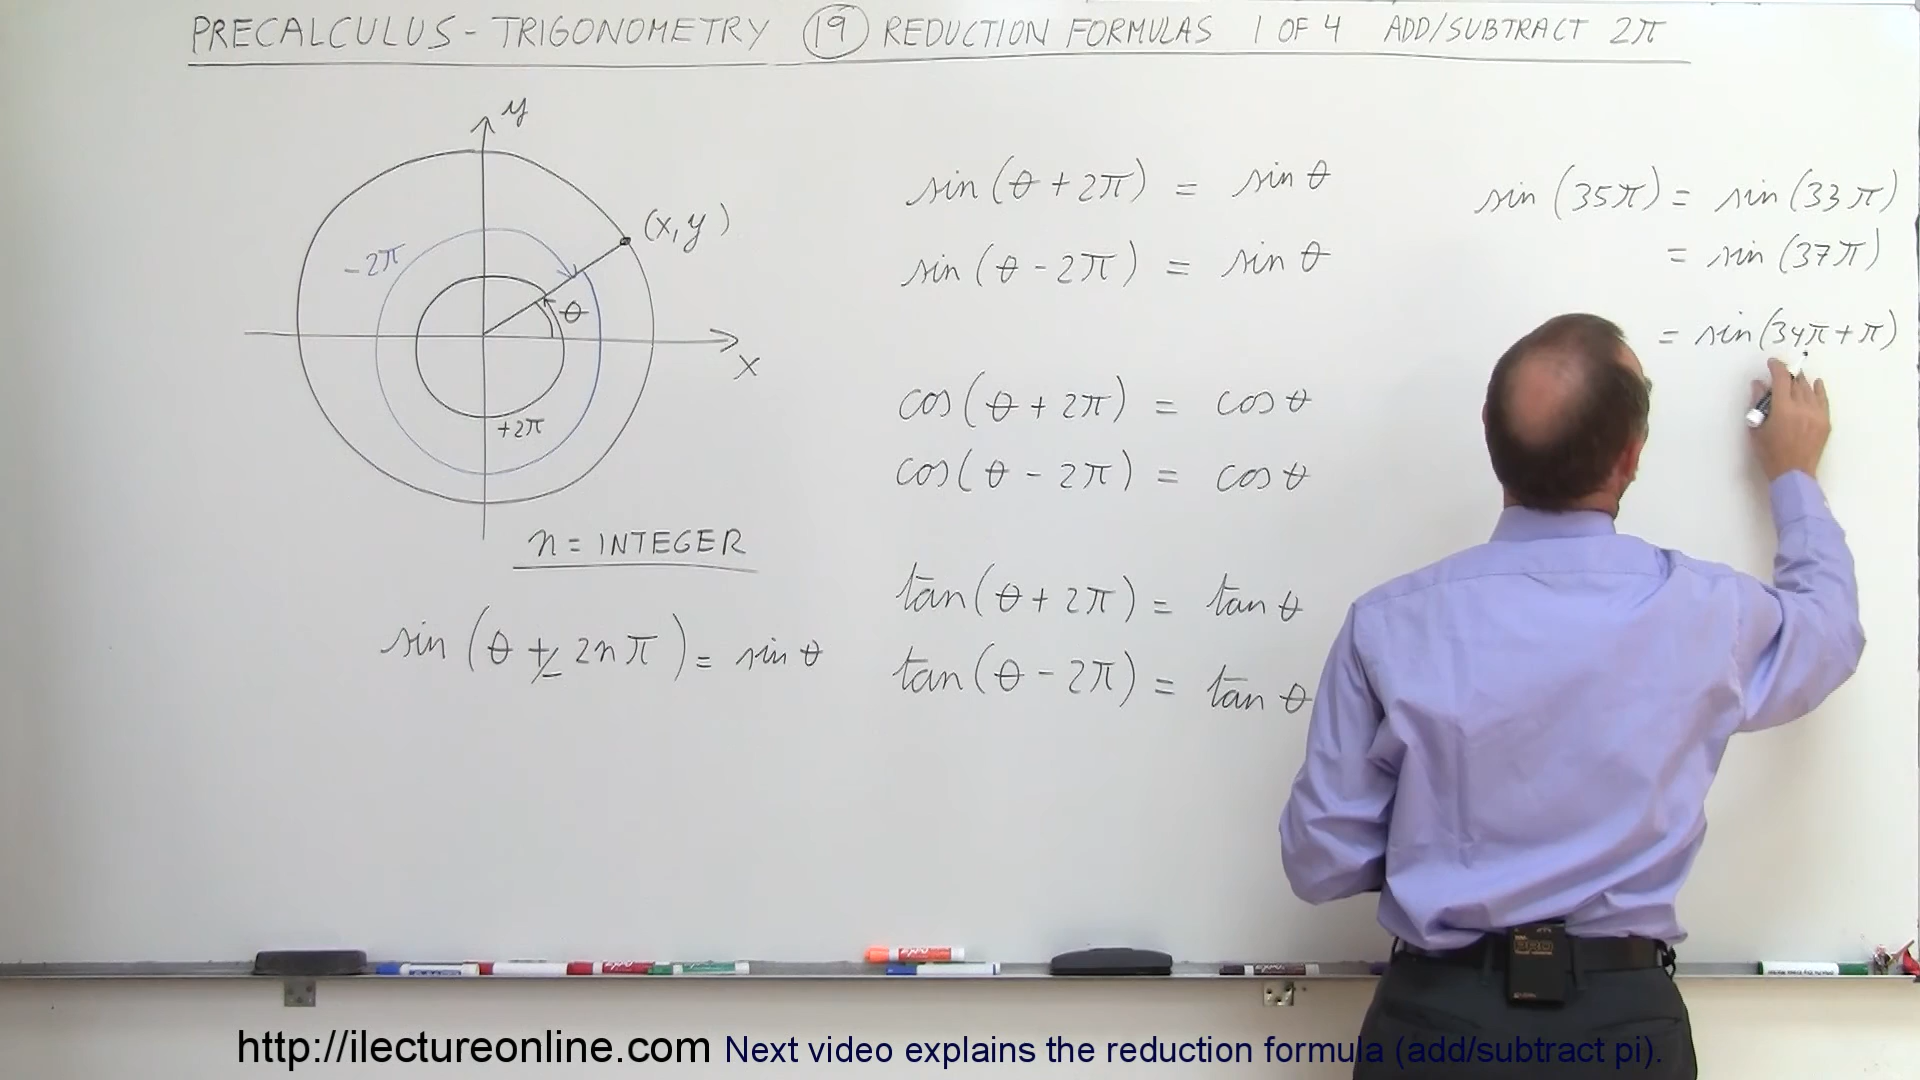 PRECALCULUS - TRIGONOMETRY (19) REDUCTION FORMULAS 1 OF 4 ADD/SUBTRACT 2π
y
(x, y)
-2π
θ
x
+2π
n = INTEGER
sin (θ ± 2nπ) = sin θ
sin (θ + 2π) = sin θ
sin (θ - 2π) = sin θ
cos (θ + 2π) = cos θ
cos (θ - 2π) = cos θ
tan (θ + 2π) = tan θ
tan (θ - 2π) = tan θ
sin (35π) = sin (33π)
= sin (37π)
= sin (34π + π)
http://ilectureonline.com Next video explains the reduction formula (add/subtract pi).